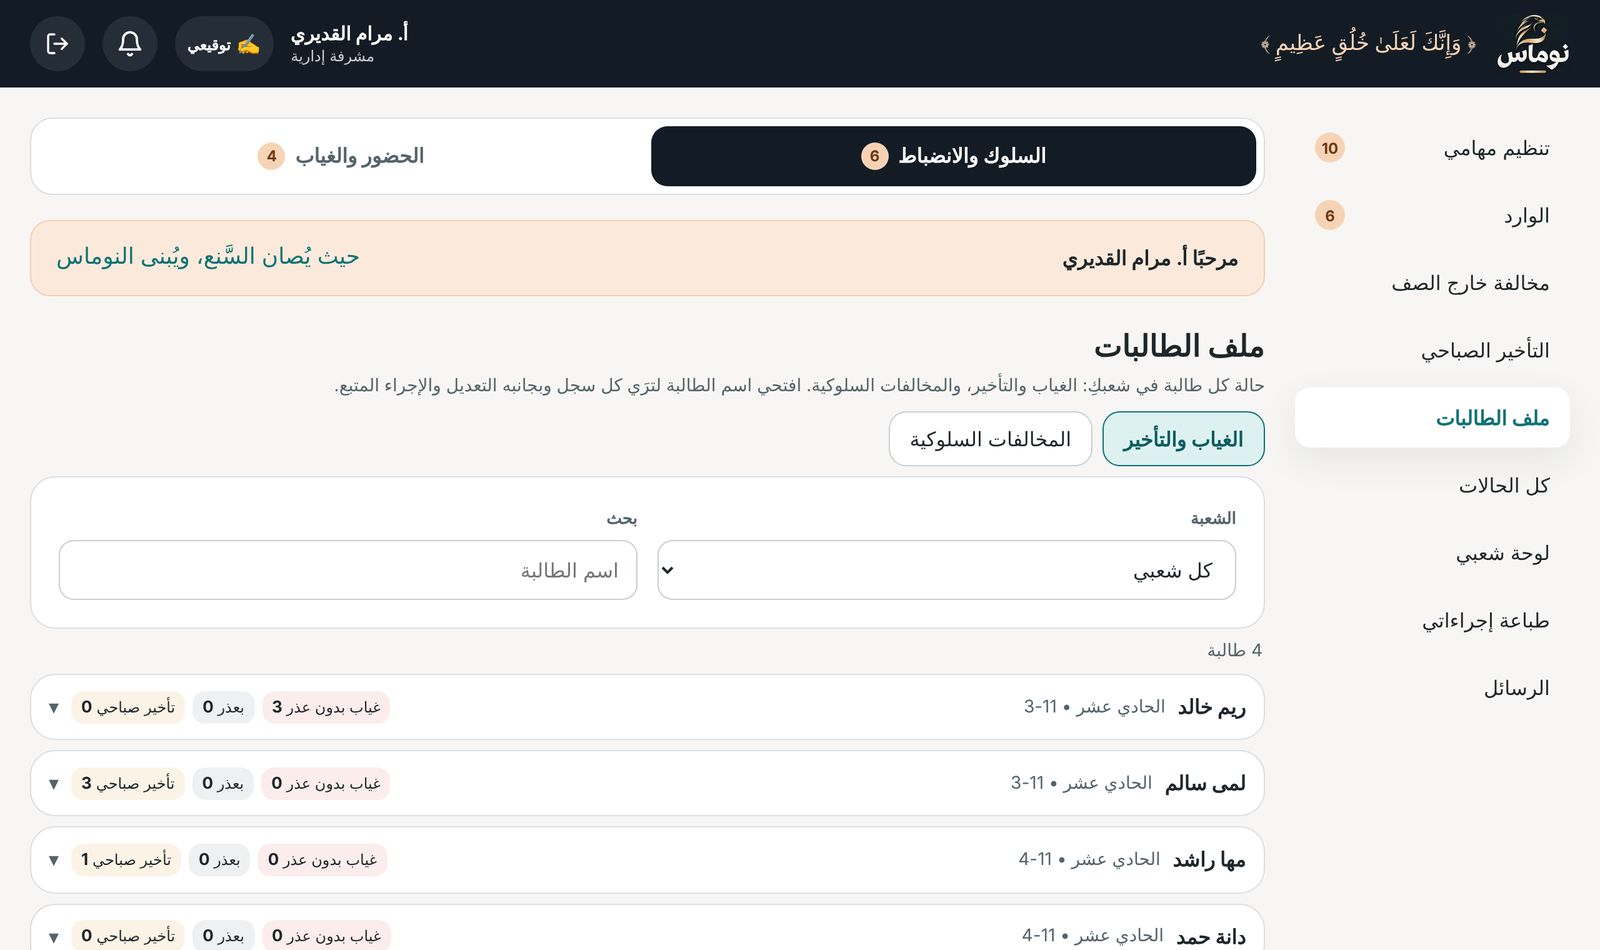 نوماس
﴿ وَإِنَّكَ لَعَلَىٰ خُلُقٍ عَظِيمٍ ﴾
أ. مرام القديري
مشرفة إدارية
✍️ توقيعي
تنظيم مهامي 10
الوارد 6
مخالفة خارج الصف
التأخير الصباحي
ملف الطالبات
كل الحالات
لوحة شعبي
طباعة إجراءاتي
الرسائل
السلوك والانضباط 6
الحضور والغياب 4
مرحبًا أ. مرام القديري
حيث يُصان السَّنع، ويُبنى النوماس
ملف الطالبات
حالة كل طالبة في شعبكِ: الغياب والتأخير، والمخالفات السلوكية. افتحي اسم الطالبة لترَي كل سجل وبجانبه التعديل والإجراء المتبع.
الغياب والتأخير
المخالفات السلوكية
الشعبة
كل شعبي
بحث
اسم الطالبة
4 طالبة
ريم خالد الحادي عشر • 11-3 غياب بدون عذر 3 بعذر 0 تأخير صباحي 0
لمى سالم الحادي عشر • 11-3 غياب بدون عذر 0 بعذر 0 تأخير صباحي 3
مها راشد الحادي عشر • 11-4 غياب بدون عذر 0 بعذر 0 تأخير صباحي 1
دانة حمد الحادي عشر • 11-4 غياب بدون عذر 0 بعذر 0 تأخير صباحي 0